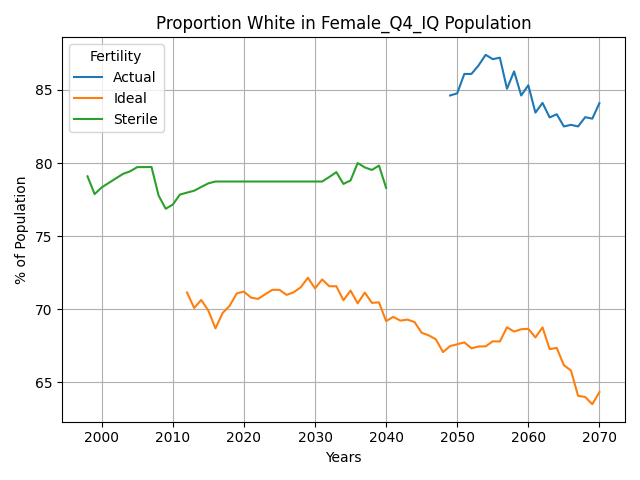 Proportion White in Female_Q4_IQ Population
Fertility
Actual
Ideal
Sterile
% of Population
85
80
75
70
65
2000 2010 2020 2030 2040 2050 2060 2070
Years